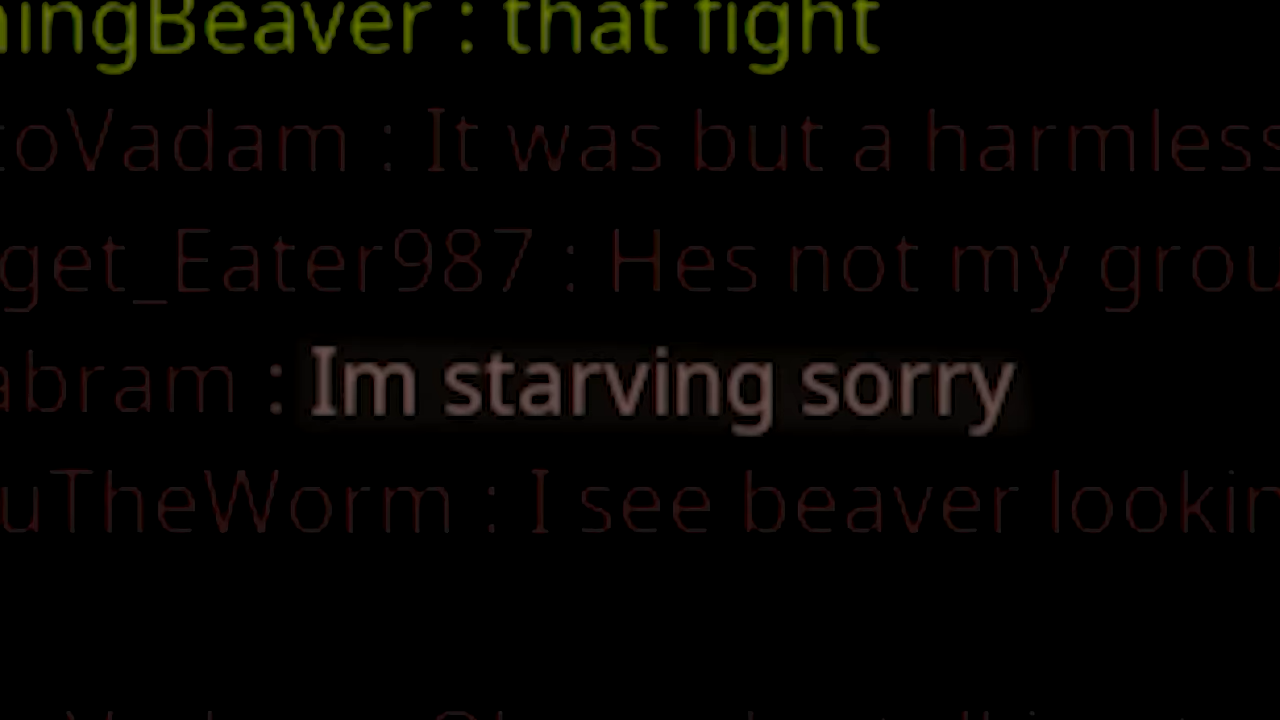 ningBeaver : that fight
toVadam : It was but a harmless
get_Eater987 : Hes not my grou
abram : Im starving sorry
uTheWorm : I see beaver lookin